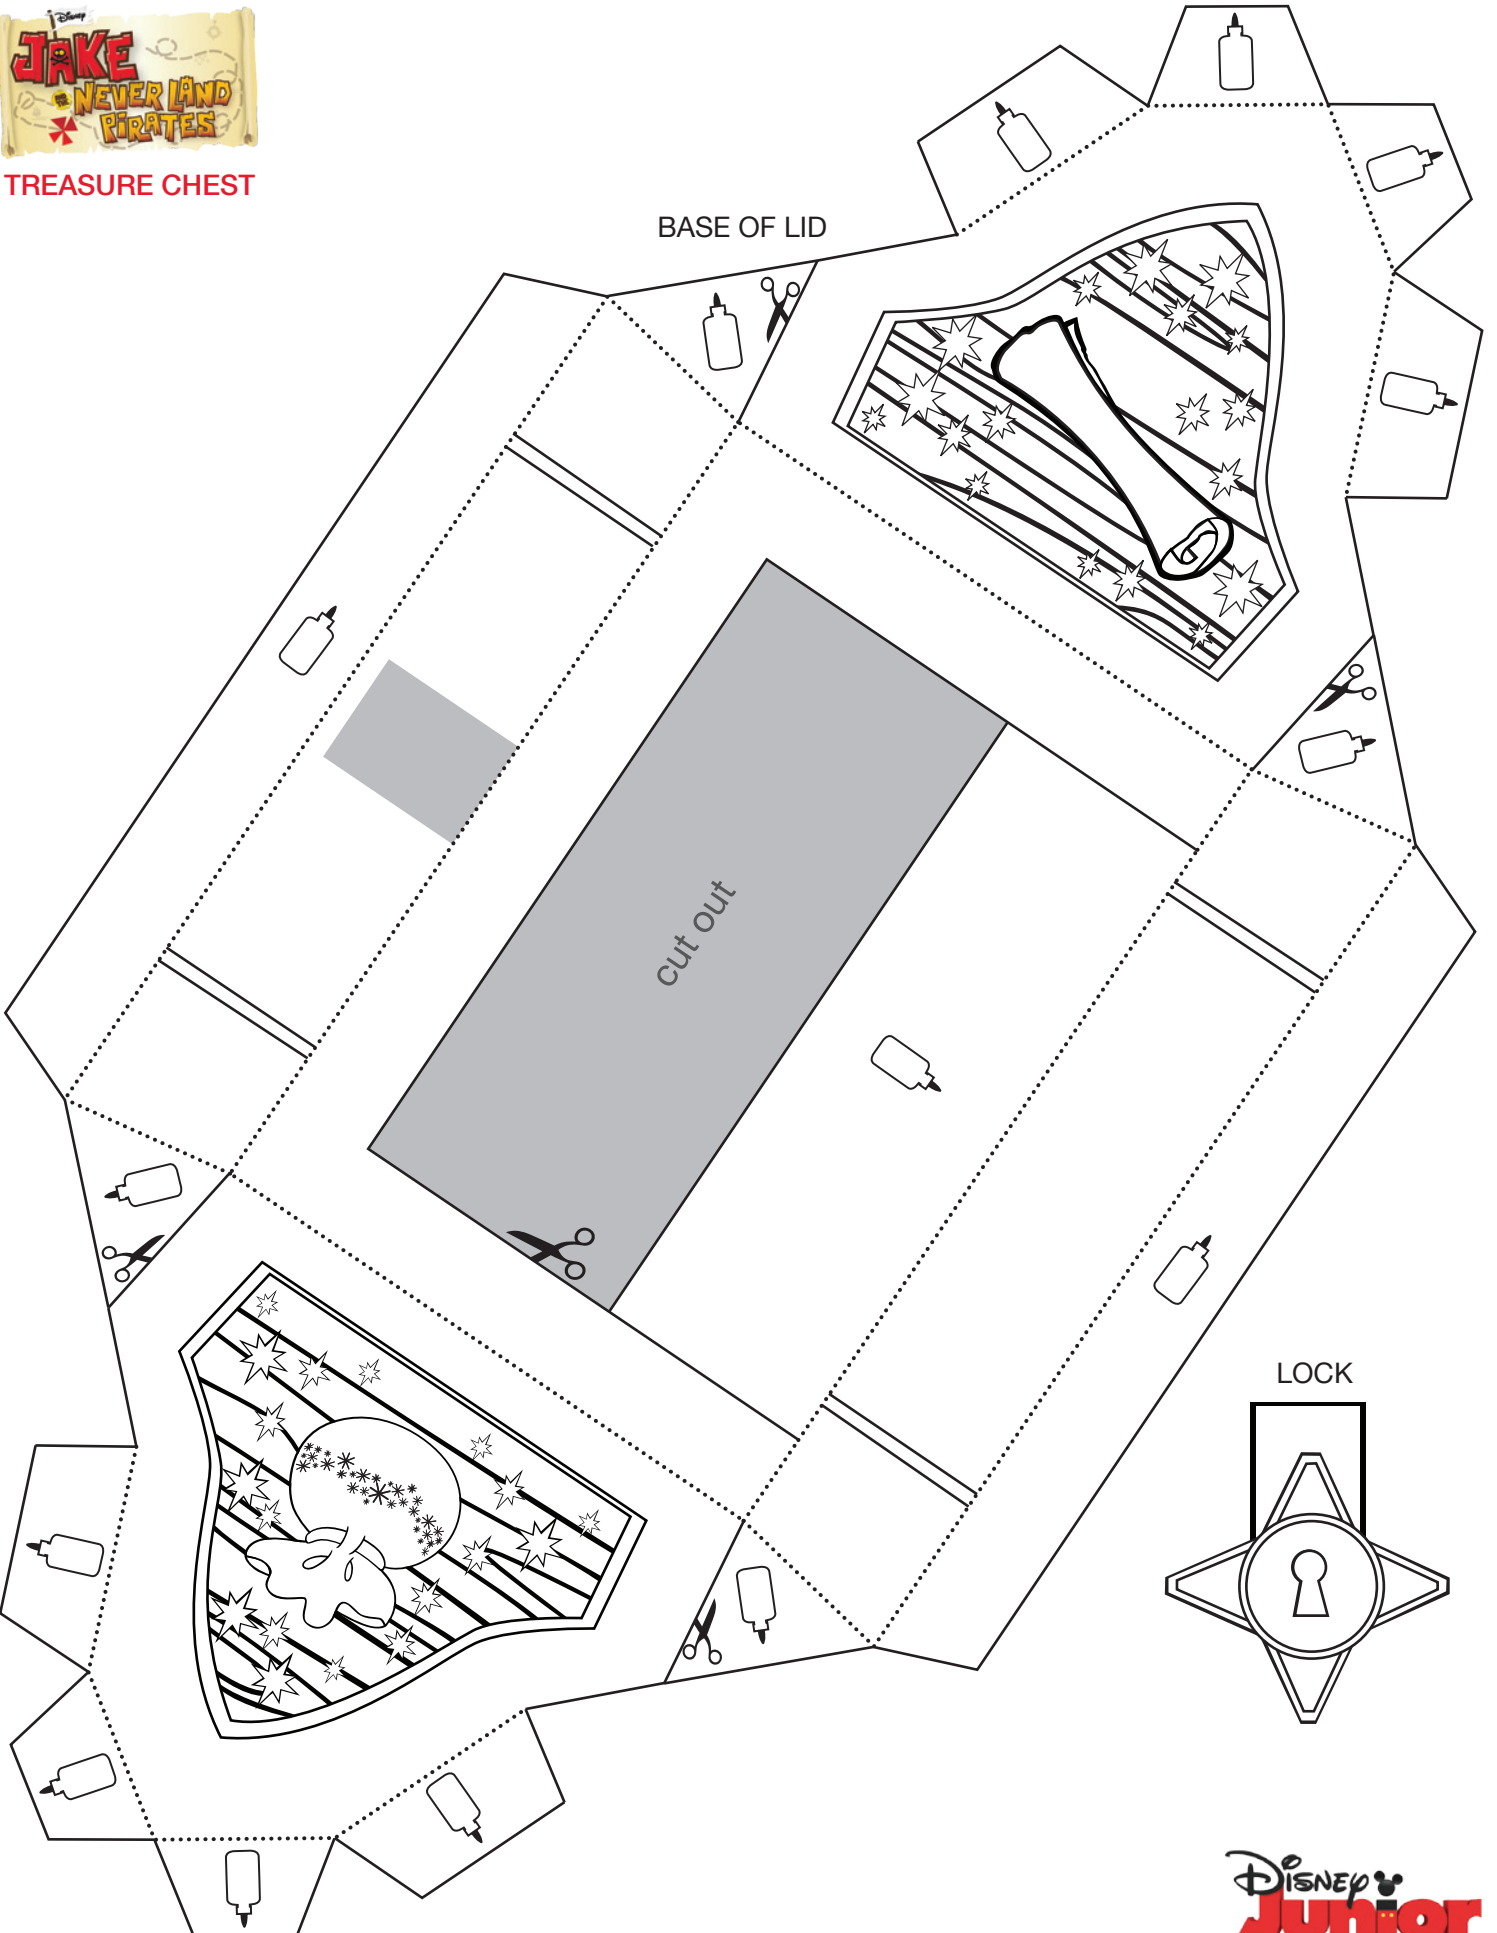 Disney
JAKE
AND THE
NEVER LAND
PIRATES
TREASURE CHEST
BASE OF LID
cut out
LOCK
Disney
Junior